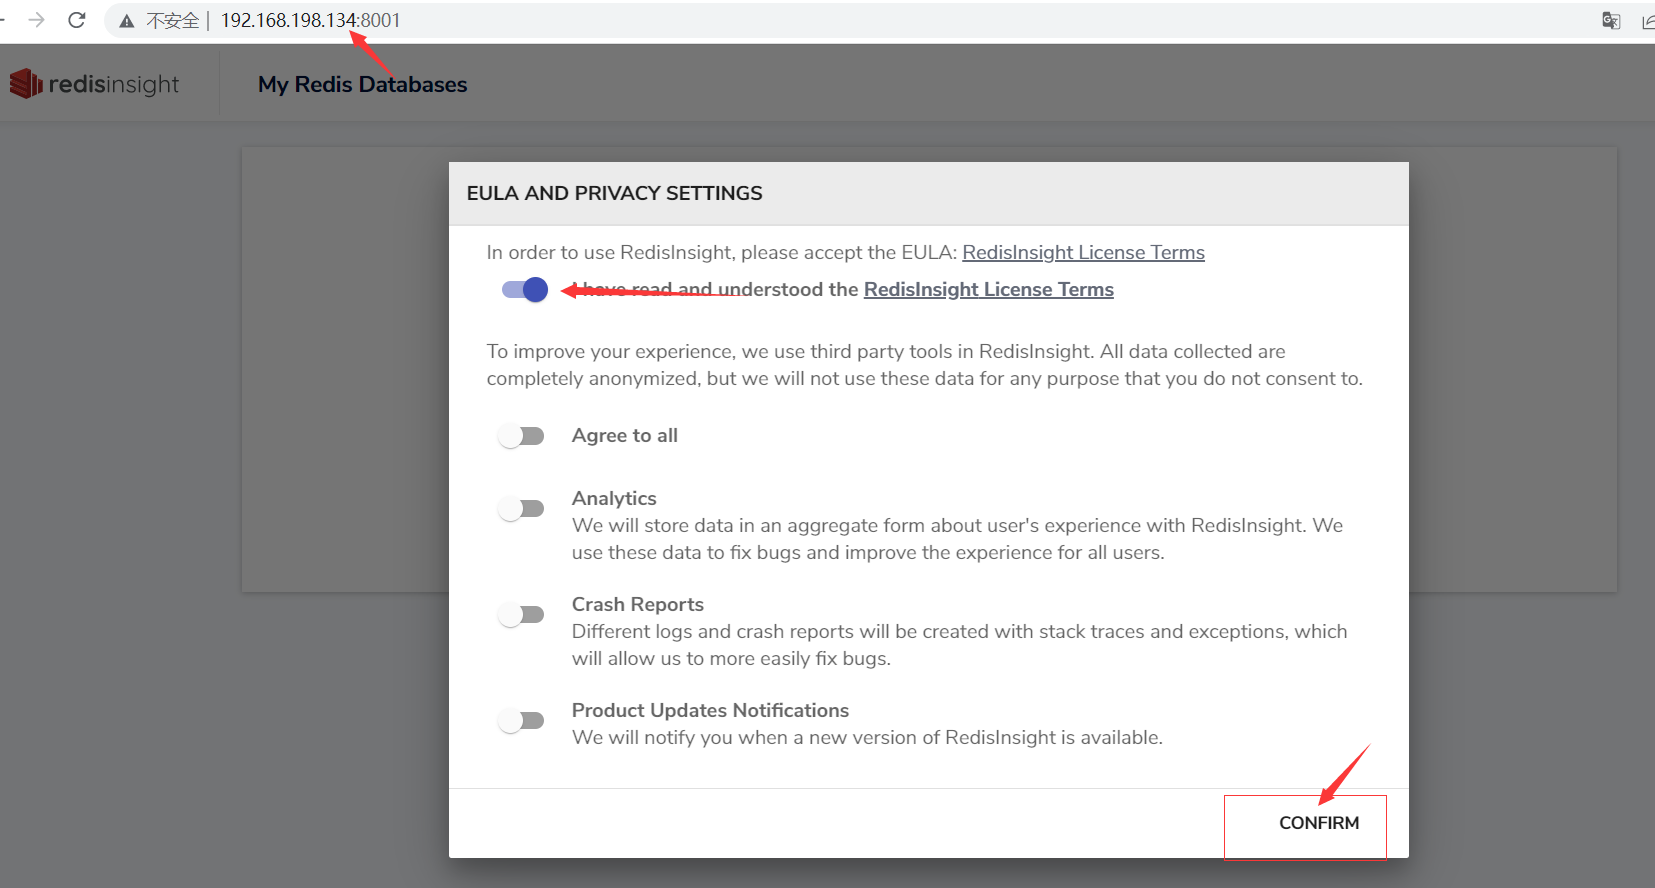 不安全 | 192.168.198.134:8001
redisinsight
My Redis Databases
EULA AND PRIVACY SETTINGS
In order to use RedisInsight, please accept the EULA: RedisInsight License Terms
I have read and understood the RedisInsight License Terms
To improve your experience, we use third party tools in RedisInsight. All data collected are
completely anonymized, but we will not use these data for any purpose that you do not consent to.
Agree to all
Analytics
We will store data in an aggregate form about user's experience with RedisInsight. We
use these data to fix bugs and improve the experience for all users.
Crash Reports
Different logs and crash reports will be created with stack traces and exceptions, which
will allow us to more easily fix bugs.
Product Updates Notifications
We will notify you when a new version of RedisInsight is available.
CONFIRM